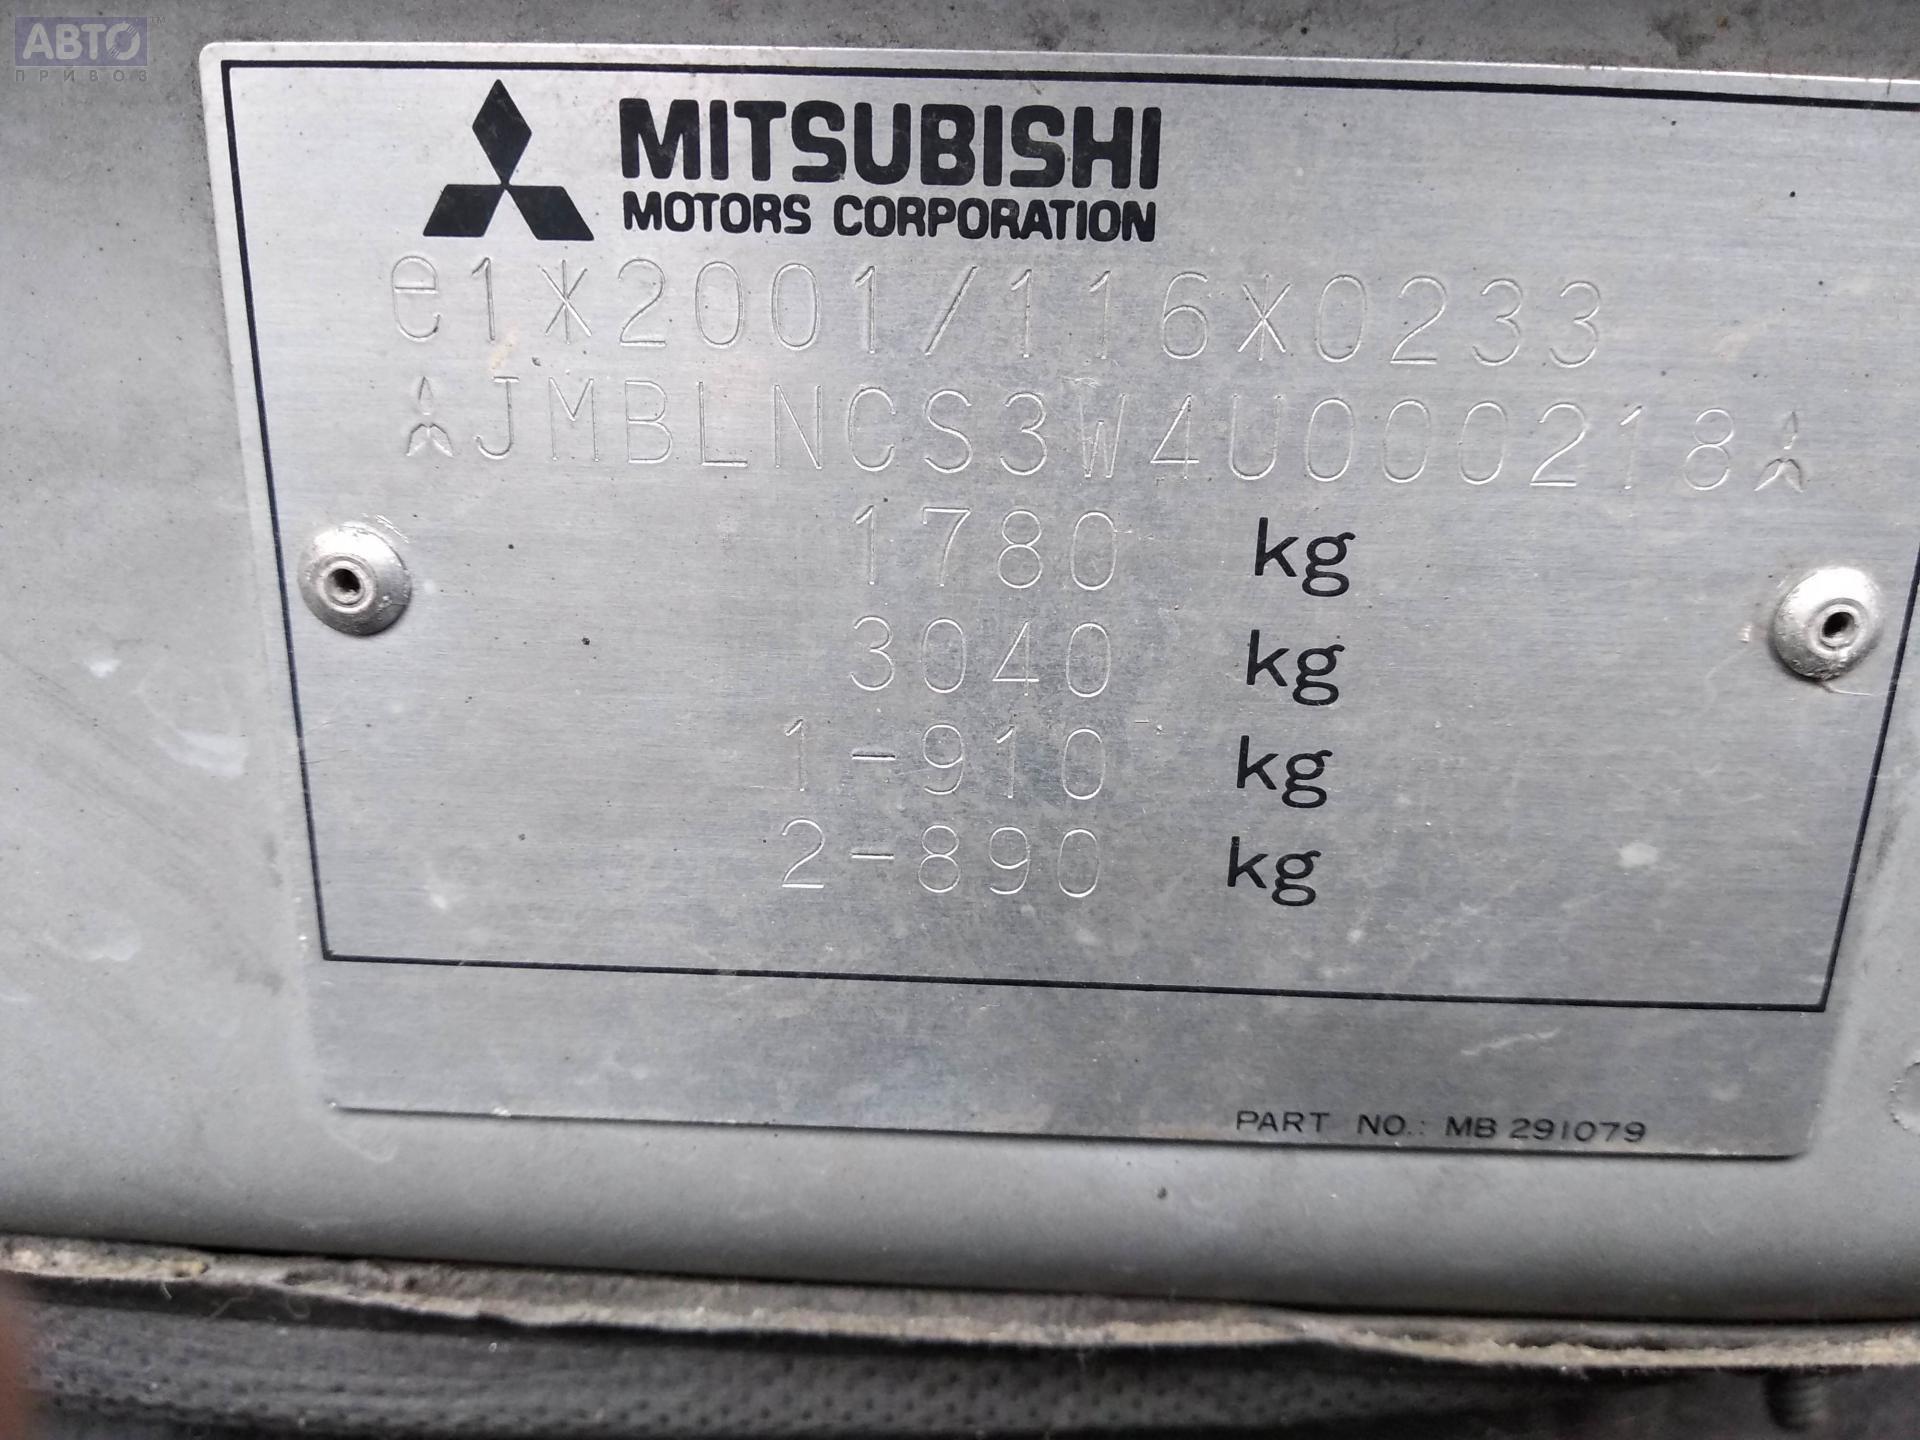 АВТО
ПРИВОЗ
MITSUBISHI
MOTORS CORPORATION
e1*2001/116*0233
JMBLNCS3W4U000218
1780 kg
3040 kg
1-910 kg
2-890 kg
PART NO.: MB 291079